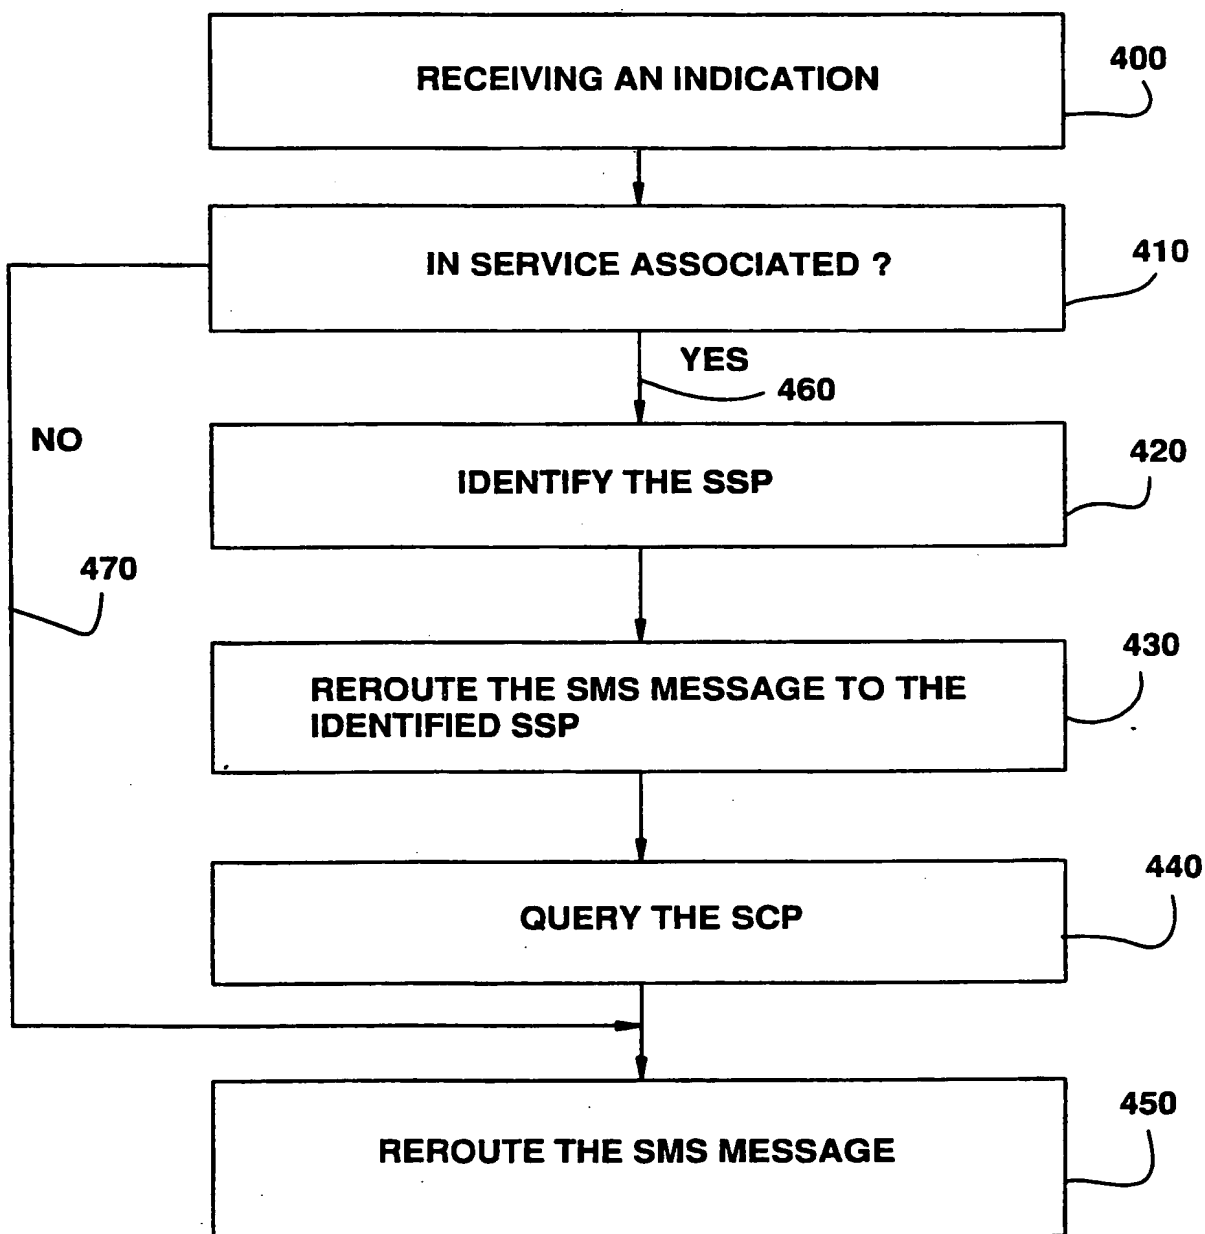 RECEIVING AN INDICATION
400
IN SERVICE ASSOCIATED ?
410
YES
460
NO
IDENTIFY THE SSP
420
470
REROUTE THE SMS MESSAGE TO THE
IDENTIFIED SSP
430
QUERY THE SCP
440
REROUTE THE SMS MESSAGE
450